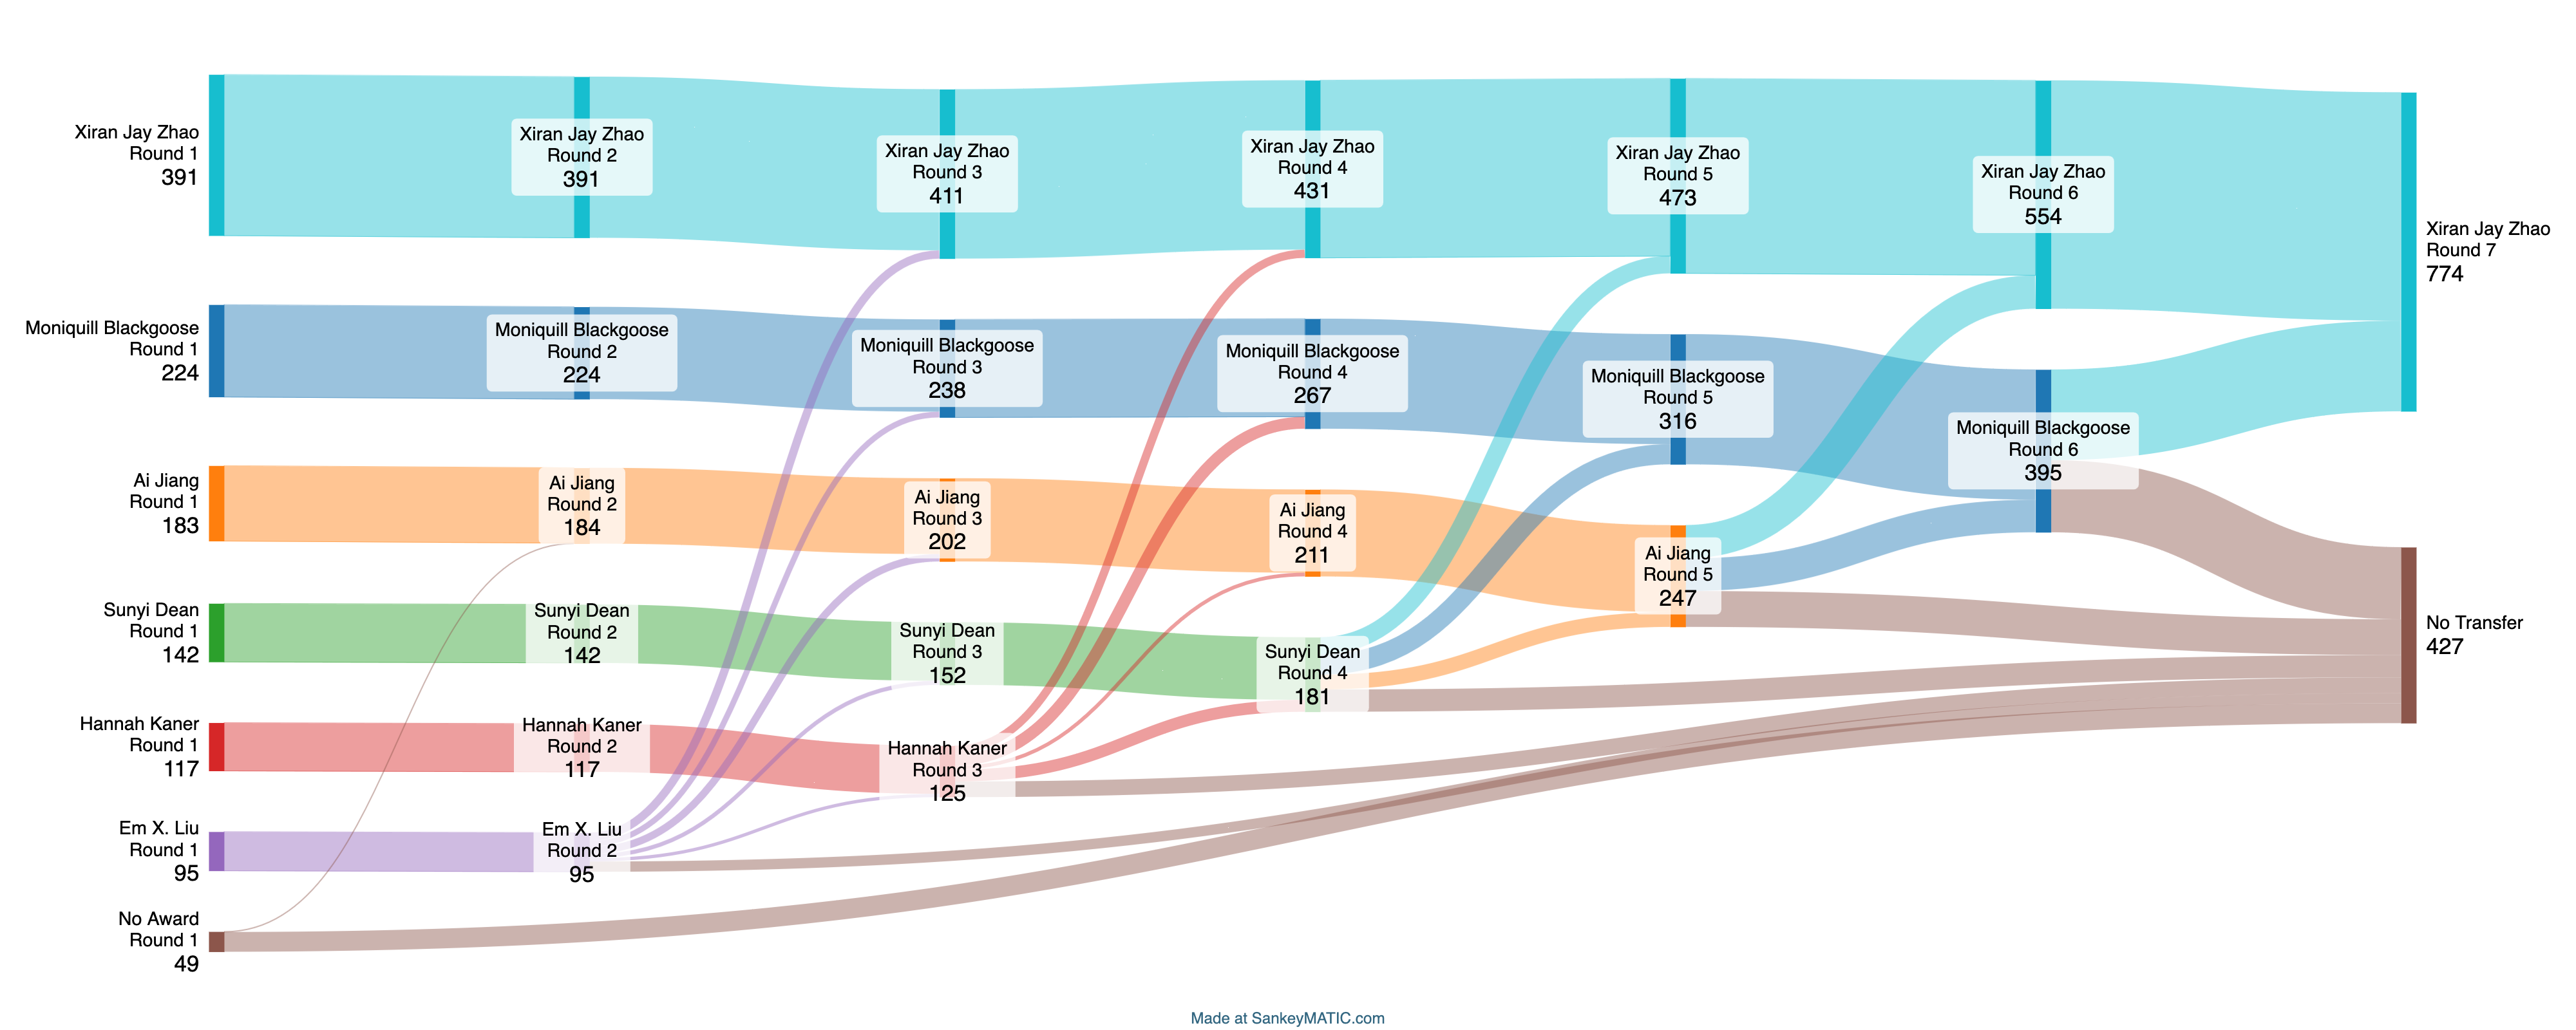 Xiran Jay Zhao
Round 1
391
Moniquill Blackgoose
Round 1
224
Ai Jiang
Round 1
183
Sunyi Dean
Round 1
142
Hannah Kaner
Round 1
117
Em X. Liu
Round 1
95
No Award
Round 1
49
Xiran Jay Zhao
Round 2
391
Moniquill Blackgoose
Round 2
224
Ai Jiang
Round 2
184
Sunyi Dean
Round 2
142
Hannah Kaner
Round 2
117
Em X. Liu
Round 2
95
Xiran Jay Zhao
Round 3
411
Moniquill Blackgoose
Round 3
238
Ai Jiang
Round 3
202
Sunyi Dean
Round 3
152
Hannah Kaner
Round 3
125
Xiran Jay Zhao
Round 4
431
Moniquill Blackgoose
Round 4
267
Ai Jiang
Round 4
211
Sunyi Dean
Round 4
181
Xiran Jay Zhao
Round 5
473
Moniquill Blackgoose
Round 5
316
Ai Jiang
Round 5
247
Xiran Jay Zhao
Round 6
554
Moniquill Blackgoose
Round 6
395
Xiran Jay Zhao
Round 7
774
No Transfer
427
Made at SankeyMATIC.com